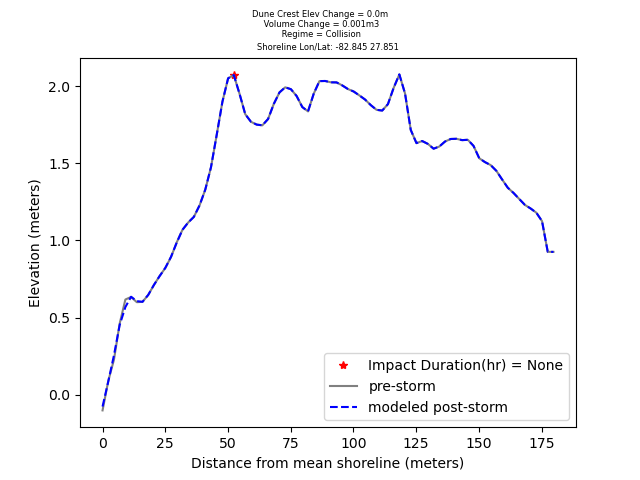 Dune Crest Elev Change = 0.0m
Volume Change = 0.001m3
Regime = Collision
Shoreline Lon/Lat: -82.845 27.851
2.0
1.5
1.0
0.5
0.0
Elevation (meters)
Impact Duration(hr) = None
pre-storm
modeled post-storm
0 25 50 75 100 125 150 175
Distance from mean shoreline (meters)